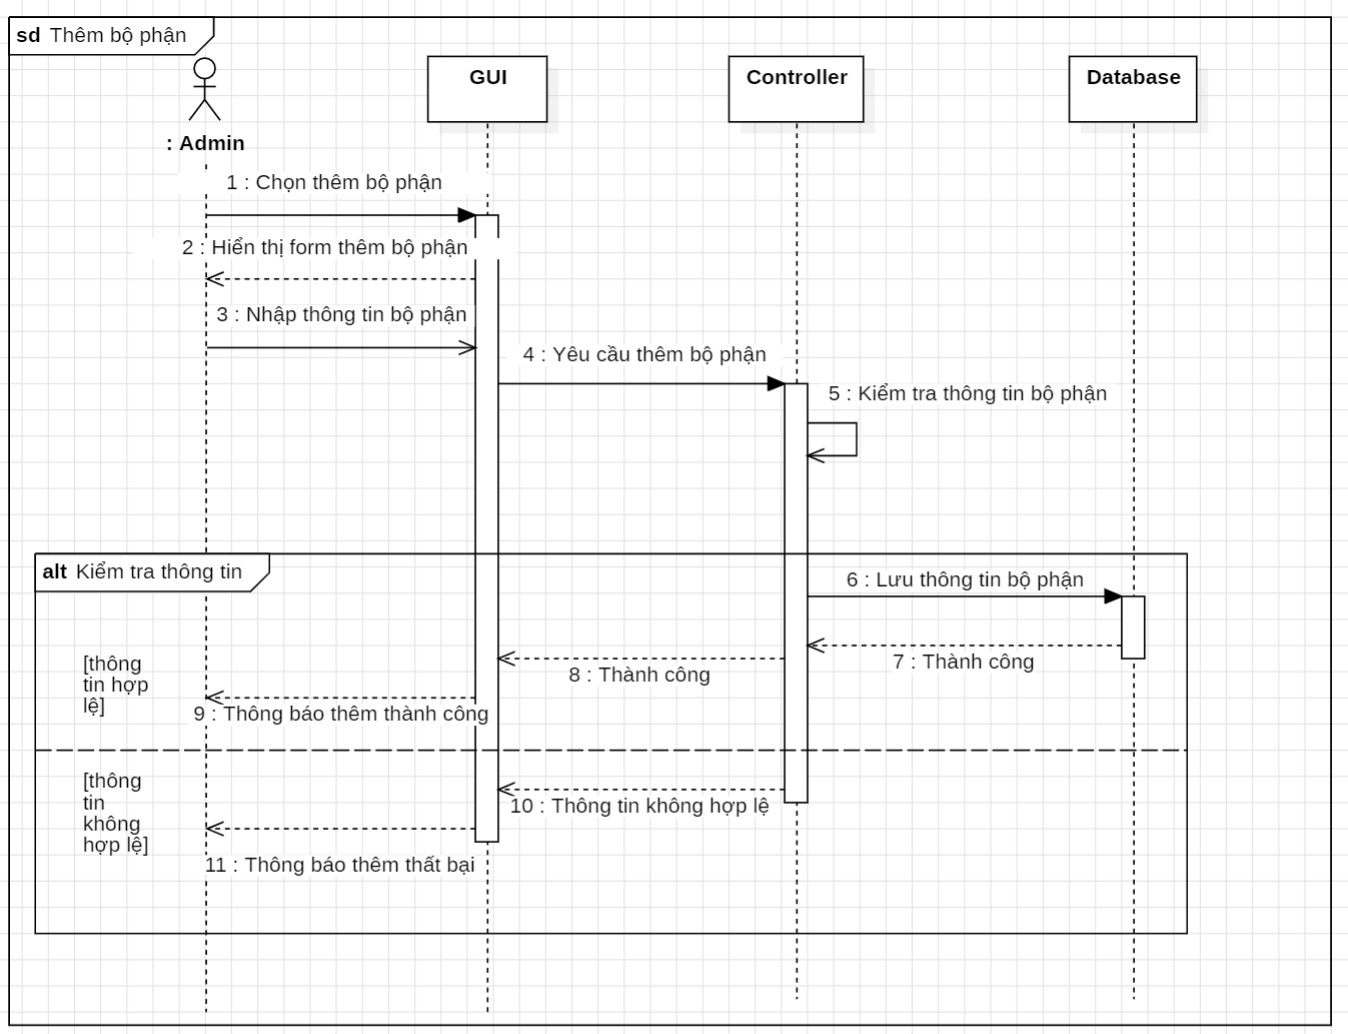 sd Thêm bộ phận
GUI
Controller
Database
: Admin
1 : Chọn thêm bộ phận
2 : Hiển thị form thêm bộ phận
3 : Nhập thông tin bộ phận
4 : Yêu cầu thêm bộ phận
5 : Kiểm tra thông tin bộ phận
alt Kiểm tra thông tin
6 : Lưu thông tin bộ phận
[thông
tin hợp
lệ]
7 : Thành công
8 : Thành công
9 : Thông báo thêm thành công
[thông
tin
không
hợp lệ]
10 : Thông tin không hợp lệ
11 : Thông báo thêm thất bại